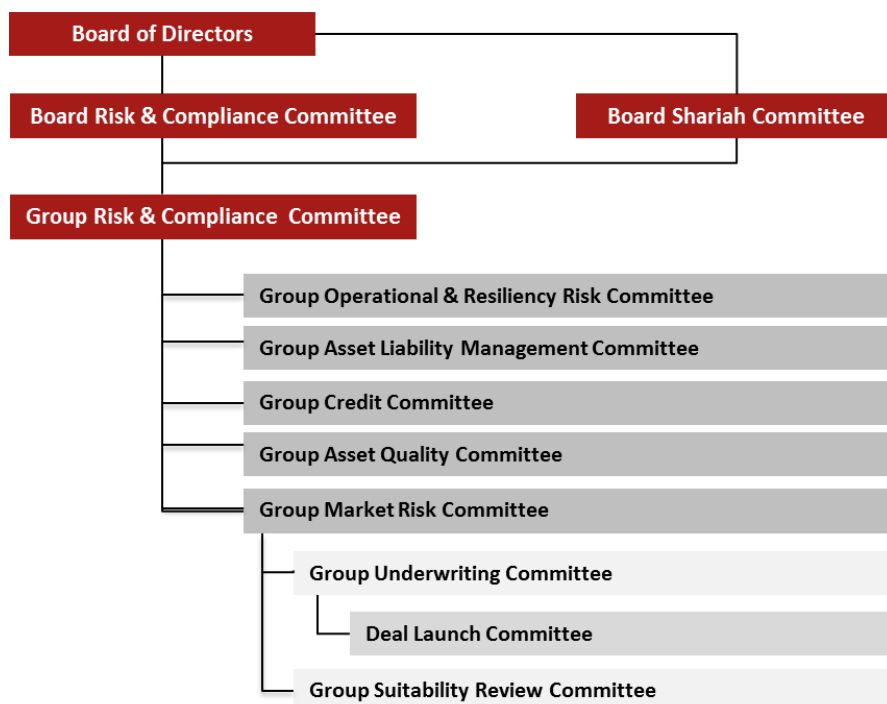 Board of Directors
Board Risk & Compliance Committee
Board Shariah Committee
Group Risk & Compliance Committee
Group Operational & Resiliency Risk Committee
Group Asset Liability Management Committee
Group Credit Committee
Group Asset Quality Committee
Group Market Risk Committee
Group Underwriting Committee
Deal Launch Committee
Group Suitability Review Committee